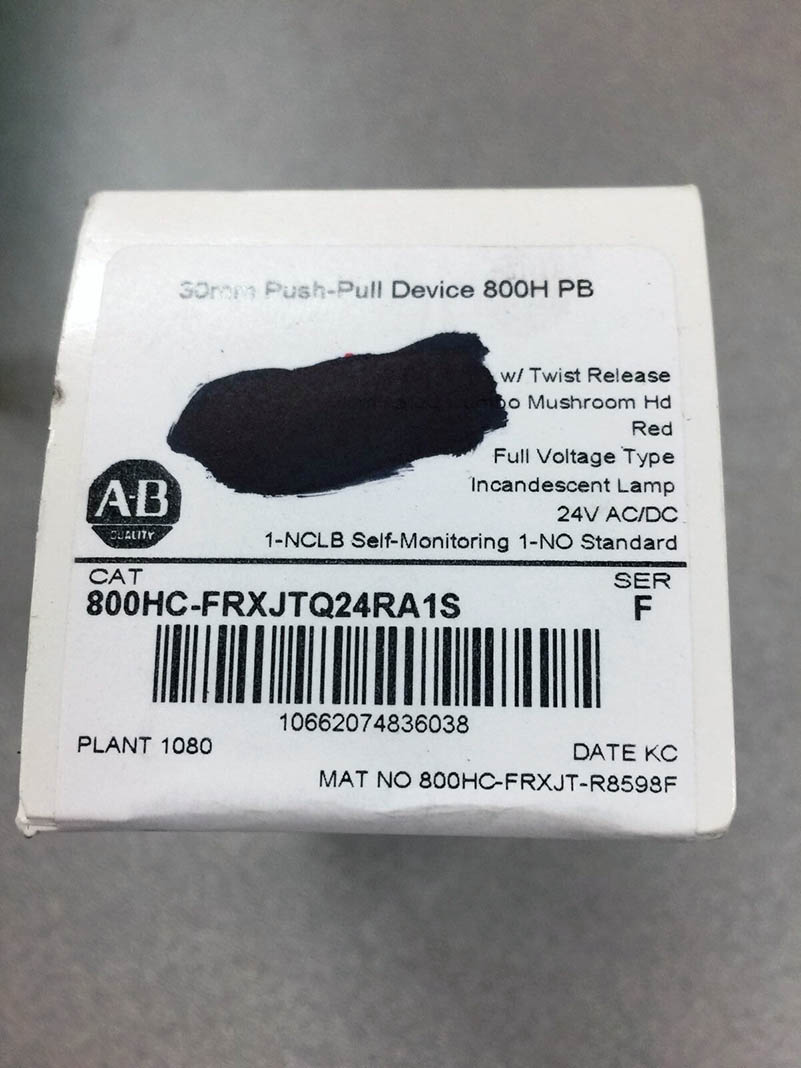 30mm Push-Pull Device 800H PB
w/ Twist Release
Mushroom Hd
Red
Full Voltage Type
Incandescent Lamp
24V AC/DC
1-NCLB Self-Monitoring 1-NO Standard
A-B
QUALITY
CAT
SER
800HC-FRXJTQ24RA1S
F
10662074836038
PLANT 1080
DATE KC
MAT NO 800HC-FRXJT-R8598F